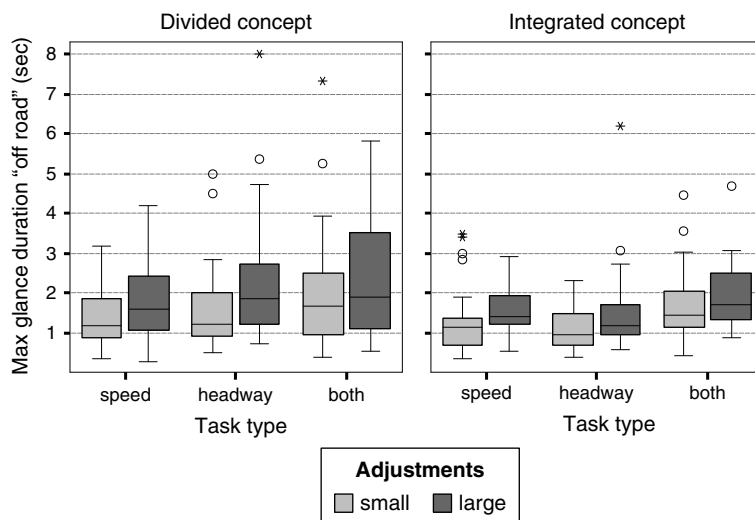 Divided concept
Integrated concept
Max glance duration “off road” (sec)
8
7
6
5
4
3
2
1
speed headway both
speed headway both
Task type
Task type
Adjustments
small large